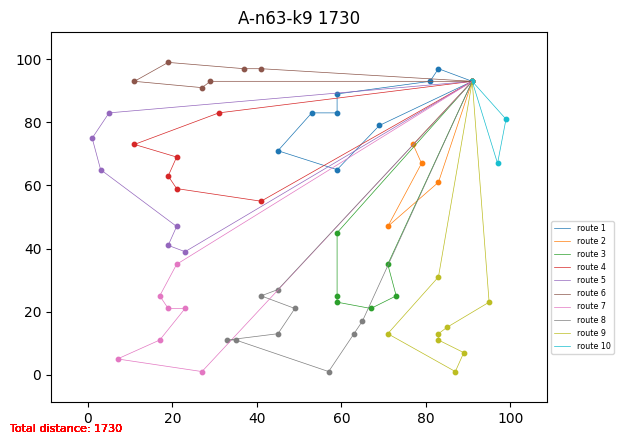 A-n63-k9 1730
100
80
60
40
20
0
0 20 40 60 80 100
route 1
route 2
route 3
route 4
route 5
route 6
route 7
route 8
route 9
route 10
Total distance: 1730